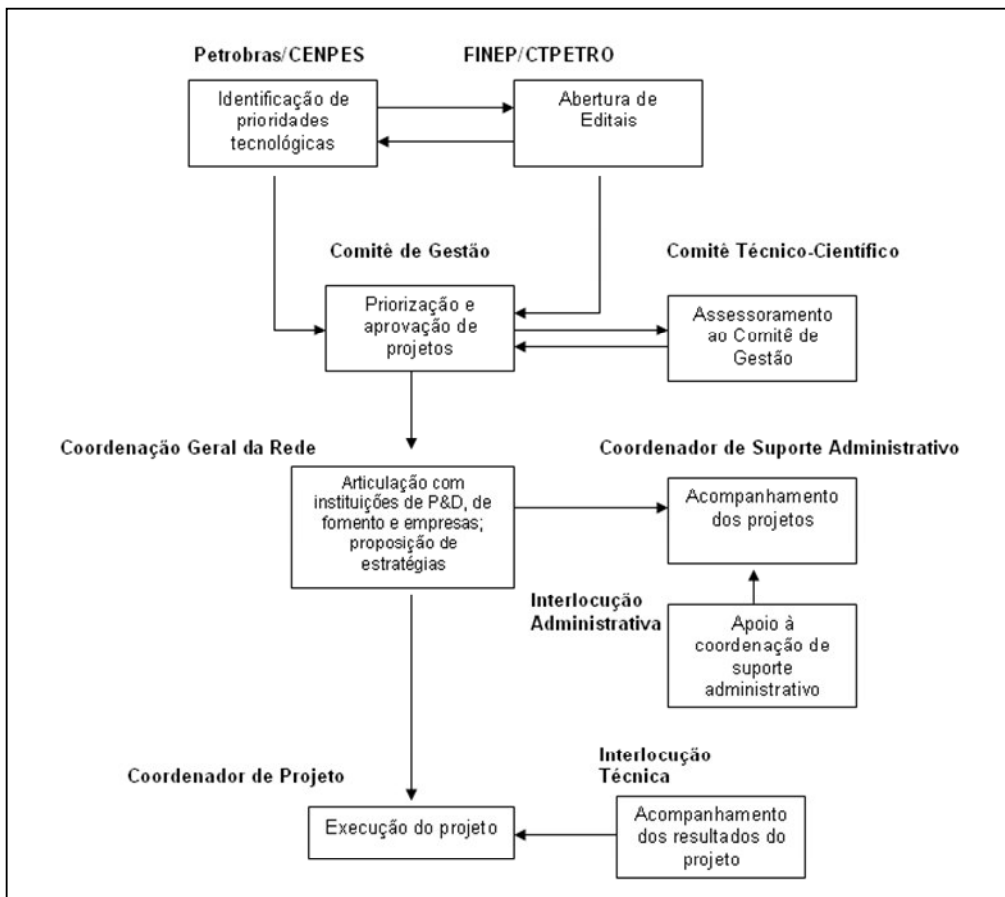 Petrobras/CENPES
FINEP/CTPETRO
Identificação de
prioridades
tecnológicas
Abertura de
Editais
Comitê de Gestão
Comitê Técnico-Científico
Priorização e
aprovação de
projetos
Assessoramento
ao Comitê de
Gestão
Coordenação Geral da Rede
Coordenador de Suporte Administrativo
Articulação com
instituições de P&D, de
fomento e empresas;
proposição de
estratégias
Acompanhamento
dos projetos
Interlocução
Administrativa
Apoio à
coordenação de
suporte
administrativo
Coordenador de Projeto
Interlocução
Técnica
Execução do projeto
Acompanhamento
dos resultados do
projeto